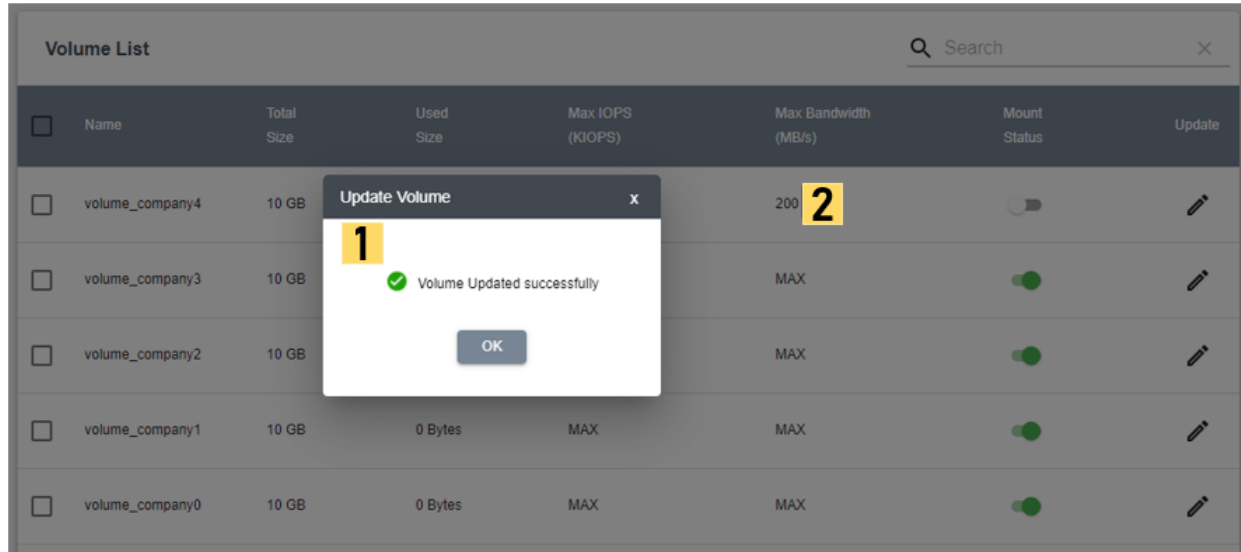 Volume List
Search
Name Total Size Used Size Max IOPS (KIOPS) Max Bandwidth (MB/s) Mount Status Update
volume_company4 10 GB 200 2
Update Volume x
1
Volume Updated successfully
OK
volume_company3 10 GB MAX
volume_company2 10 GB MAX
volume_company1 10 GB 0 Bytes MAX MAX
volume_company0 10 GB 0 Bytes MAX MAX